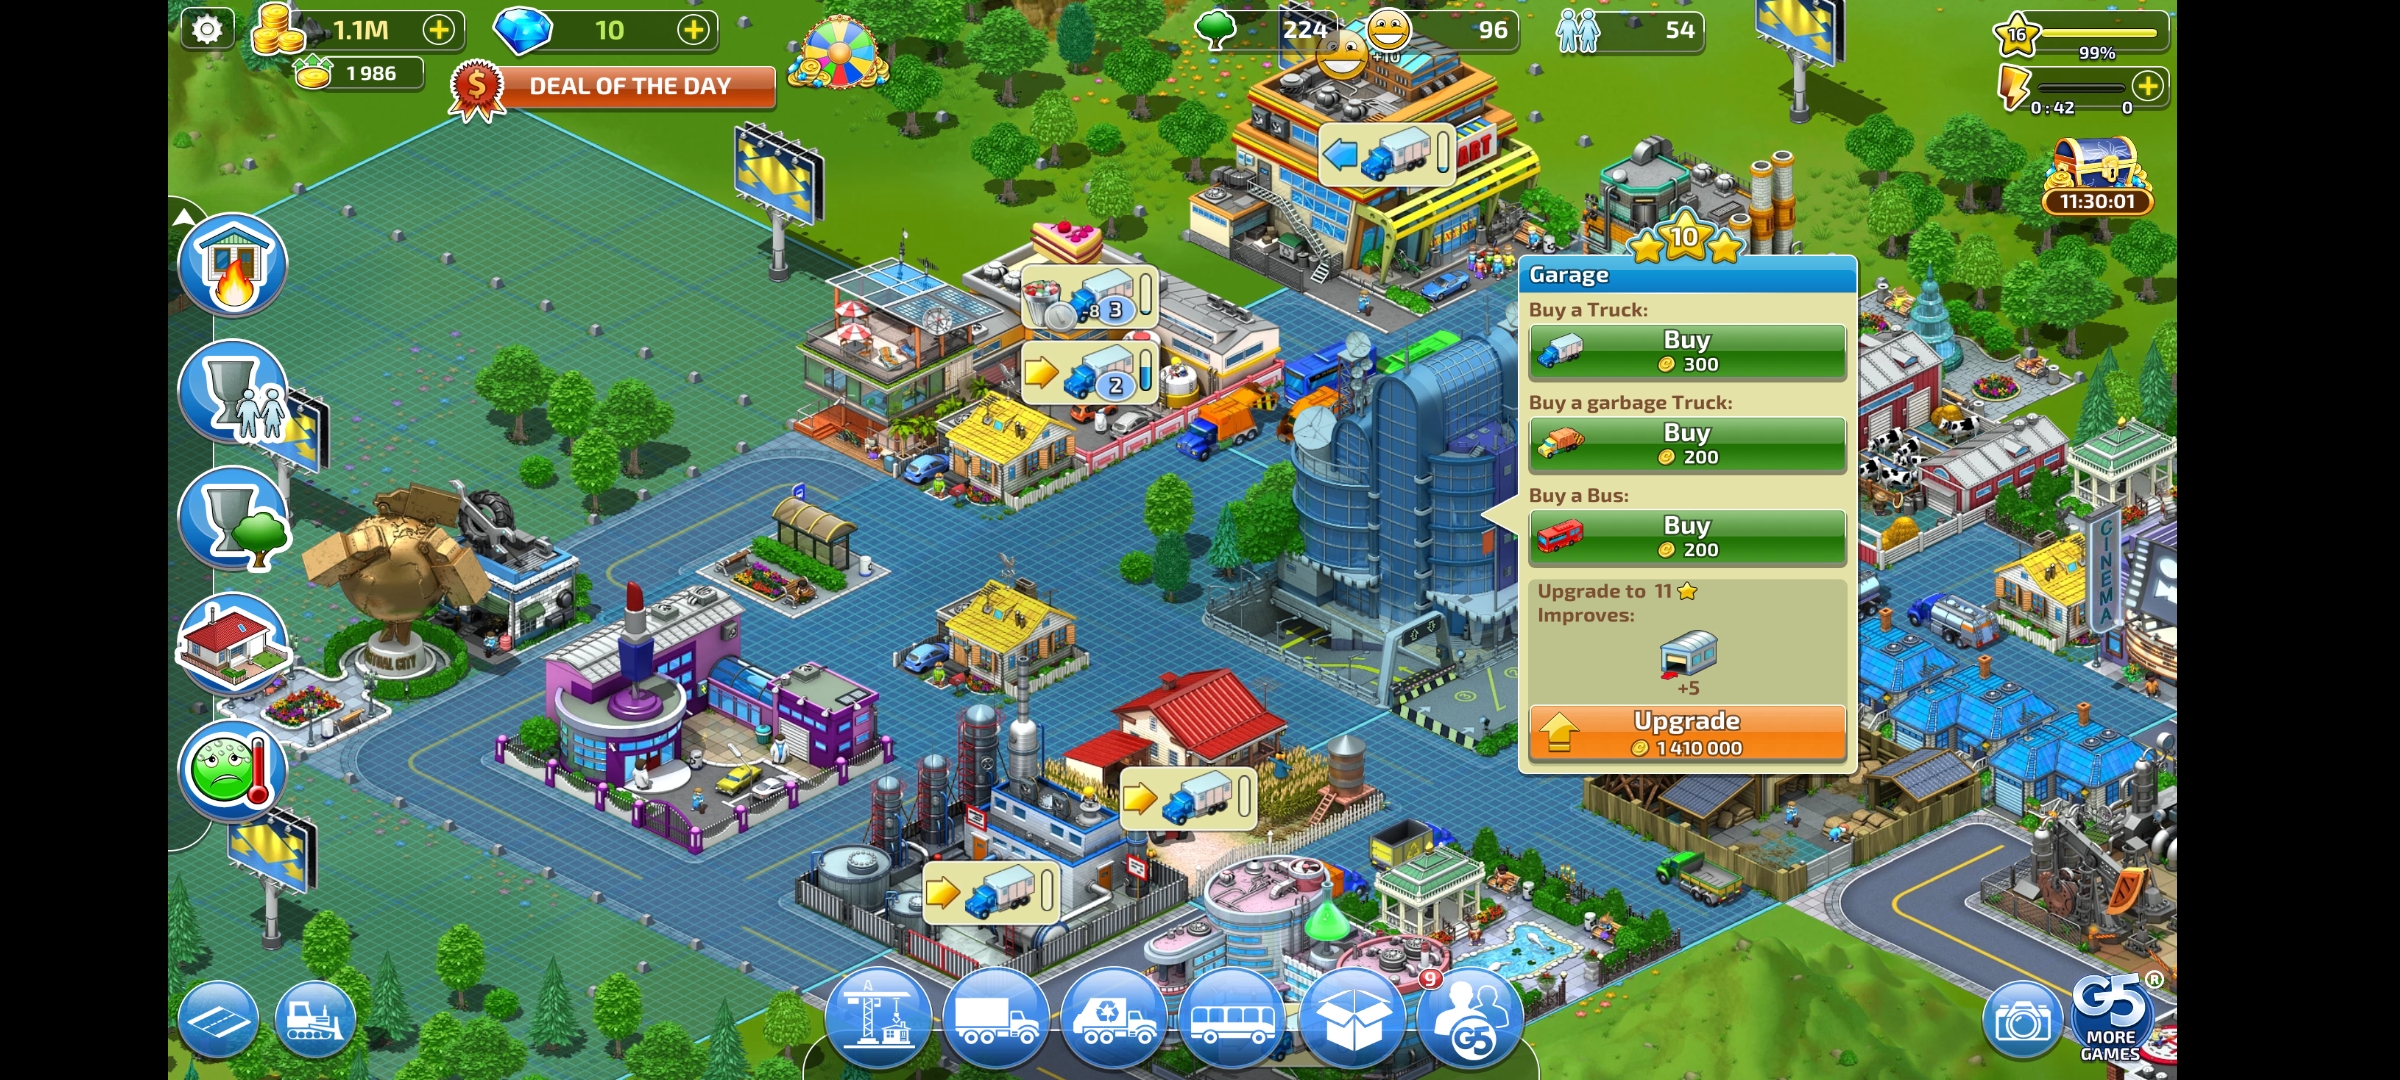 1.1M
10
224
96
54
16
99%
1 986
DEAL OF THE DAY
+10
0:42
0
11:30:01
ART
10
Garage
Buy a Truck:
Buy
300
Buy a garbage Truck:
Buy
200
Buy a Bus:
Buy
200
Upgrade to 11
Improves:
+5
Upgrade
1 410 000
-8
3
2
CINEMA
9
G5
G5®
MORE
GAMES